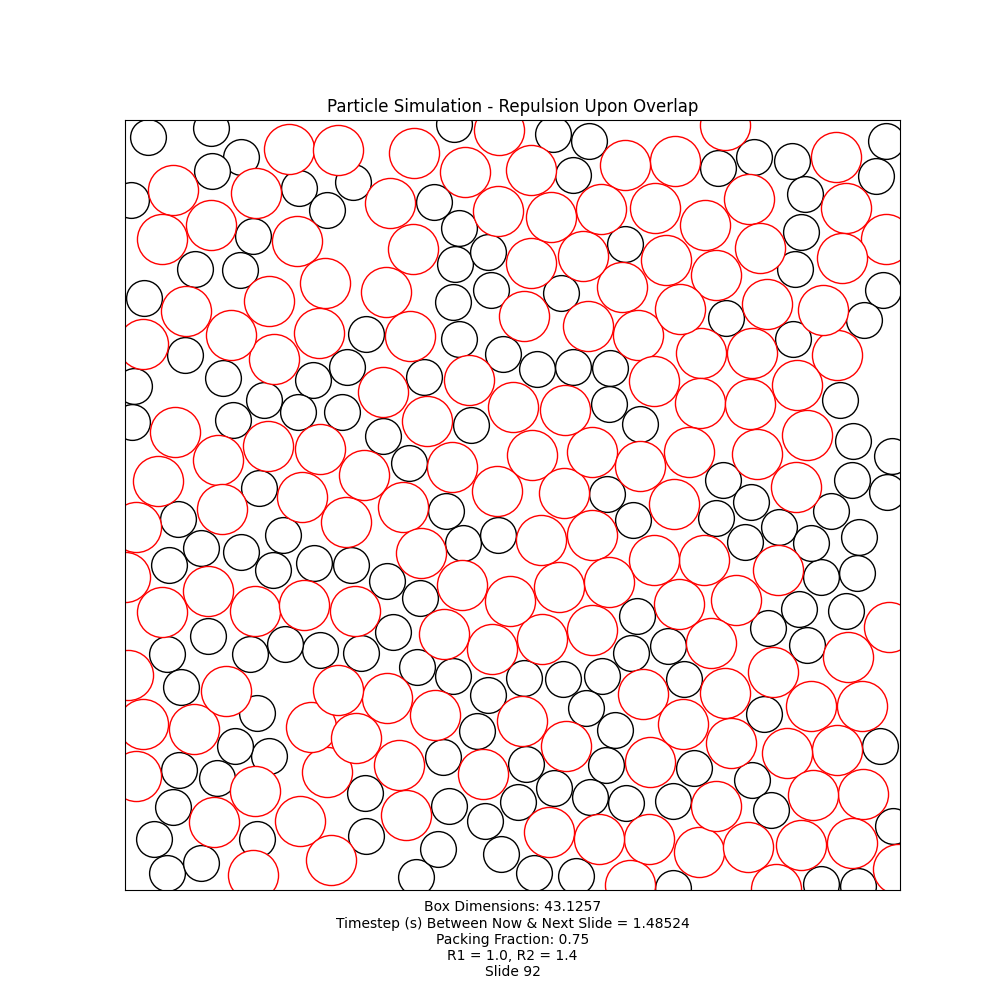 Particle Simulation - Repulsion Upon Overlap
Box Dimensions: 43.1257
Timestep (s) Between Now & Next Slide = 1.48524
Packing Fraction: 0.75
R1 = 1.0, R2 = 1.4
Slide 92